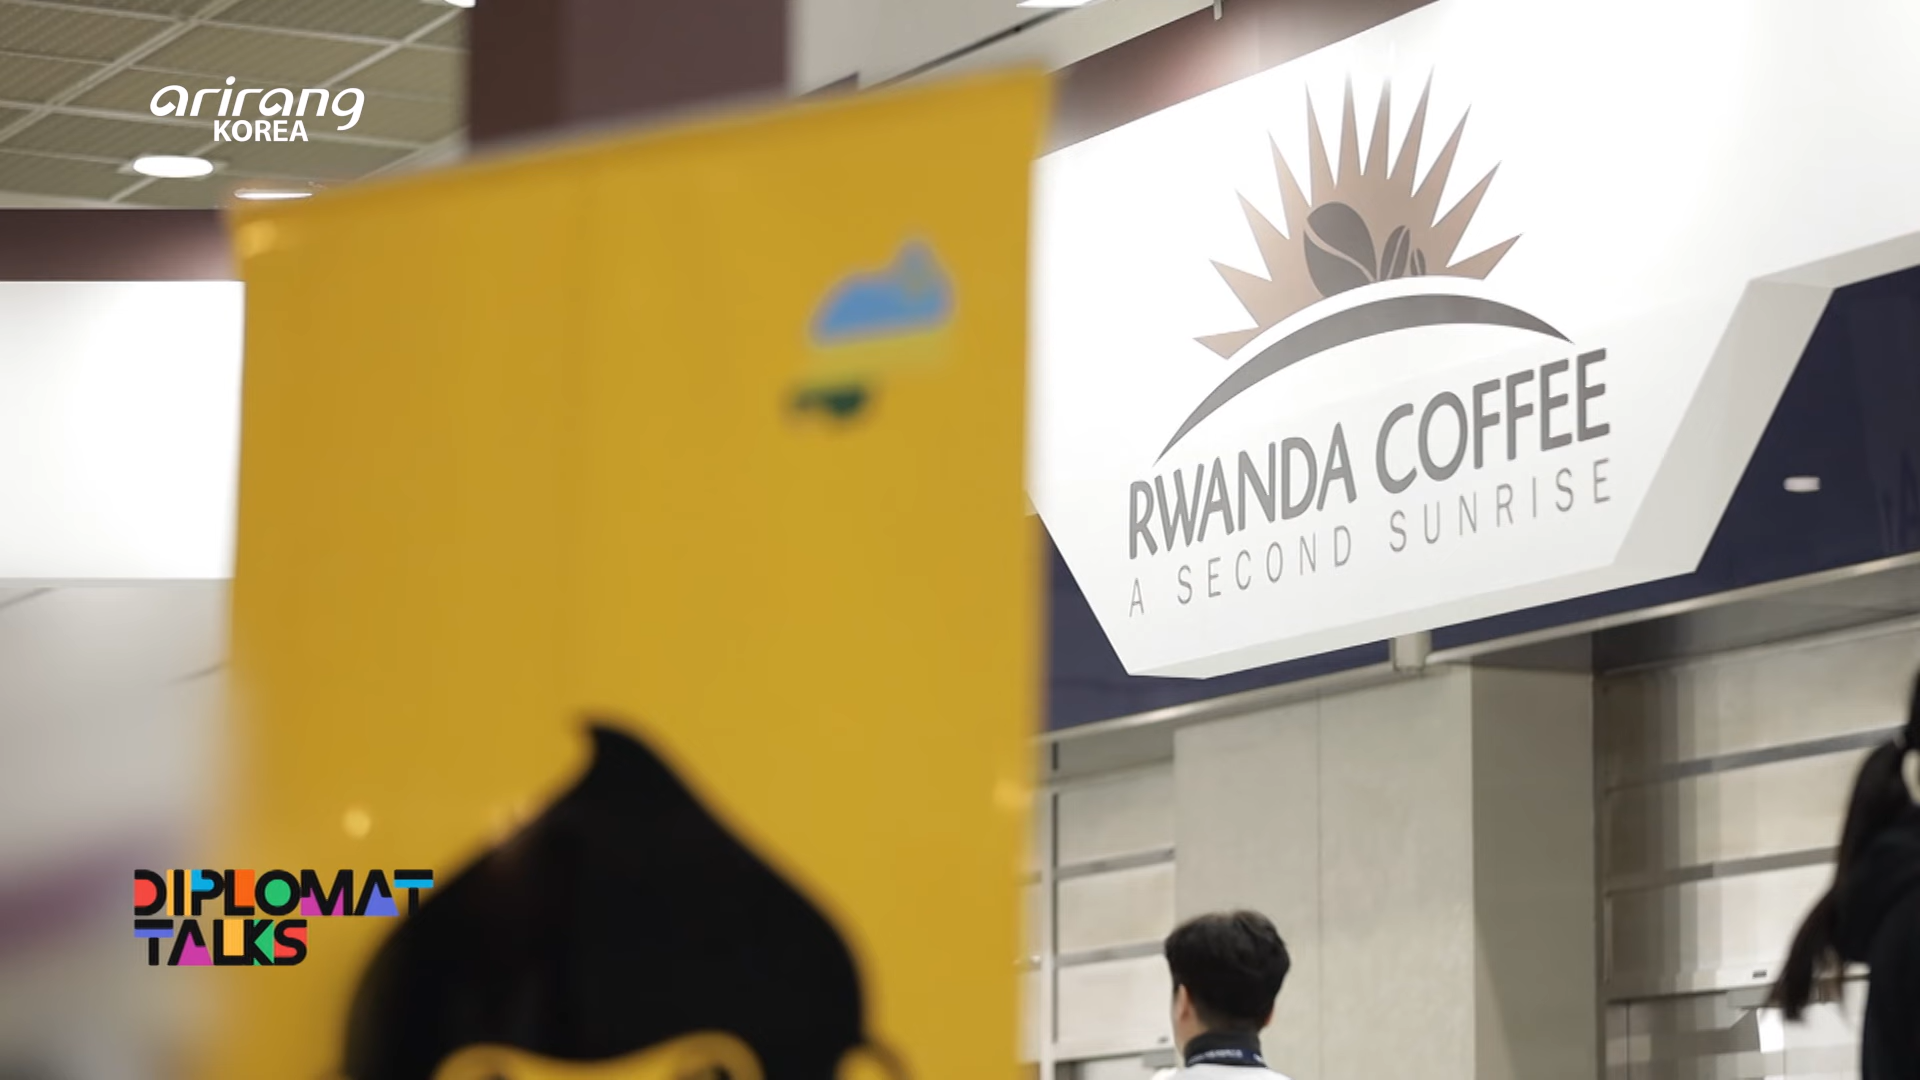 arirang
KOREA
RWANDA COFFEE
A SECOND SUNRISE
DIPLOMAT
TALKS